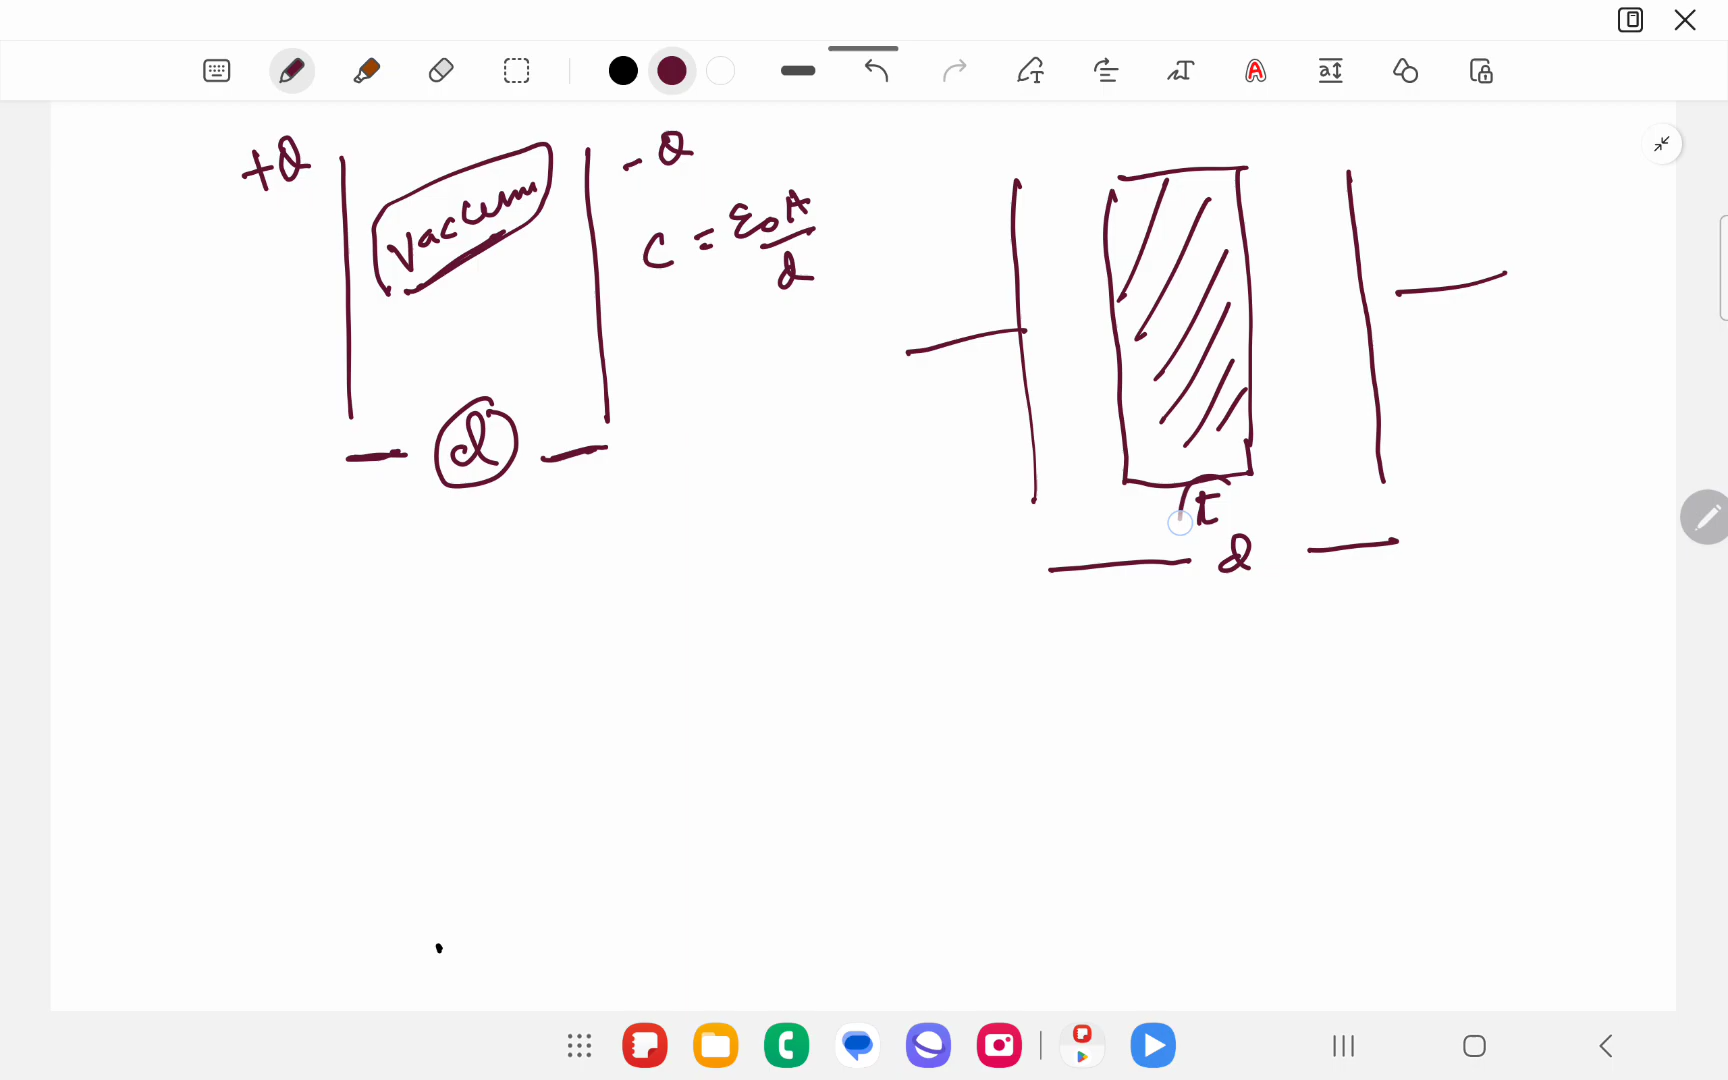 +Q
vaccum
- Q
C = ε₀A/d
d
t
d